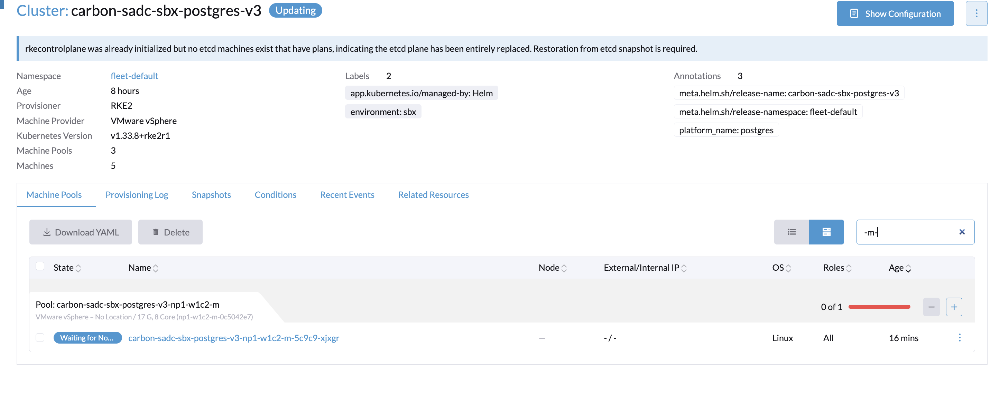 Cluster: carbon-sadc-sbx-postgres-v3 Updating
Show Configuration
rkecontrolplane was already initialized but no etcd machines exist that have plans, indicating the etcd plane has been entirely replaced. Restoration from etcd snapshot is required.
Namespace fleet-default
Age 8 hours
Provisioner RKE2
Machine Provider VMware vSphere
Kubernetes Version v1.33.8+rke2r1
Machine Pools 3
Machines 5
Labels 2
app.kubernetes.io/managed-by: Helm
environment: sbx
Annotations 3
meta.helm.sh/release-name: carbon-sadc-sbx-postgres-v3
meta.helm.sh/release-namespace: fleet-default
platform_name: postgres
Machine Pools Provisioning Log Snapshots Conditions Recent Events Related Resources
Download YAML Delete -m-
State Name Node External/Internal IP OS Roles Age
Pool: carbon-sadc-sbx-postgres-v3-np1-w1c2-m
VMware vSphere – No Location / 17 G, 8 Core (np1-w1c2-m-0c5042e7)
0 of 1
Waiting for No... carbon-sadc-sbx-postgres-v3-np1-w1c2-m-5c9c9-xjxgr — - / - Linux All 16 mins